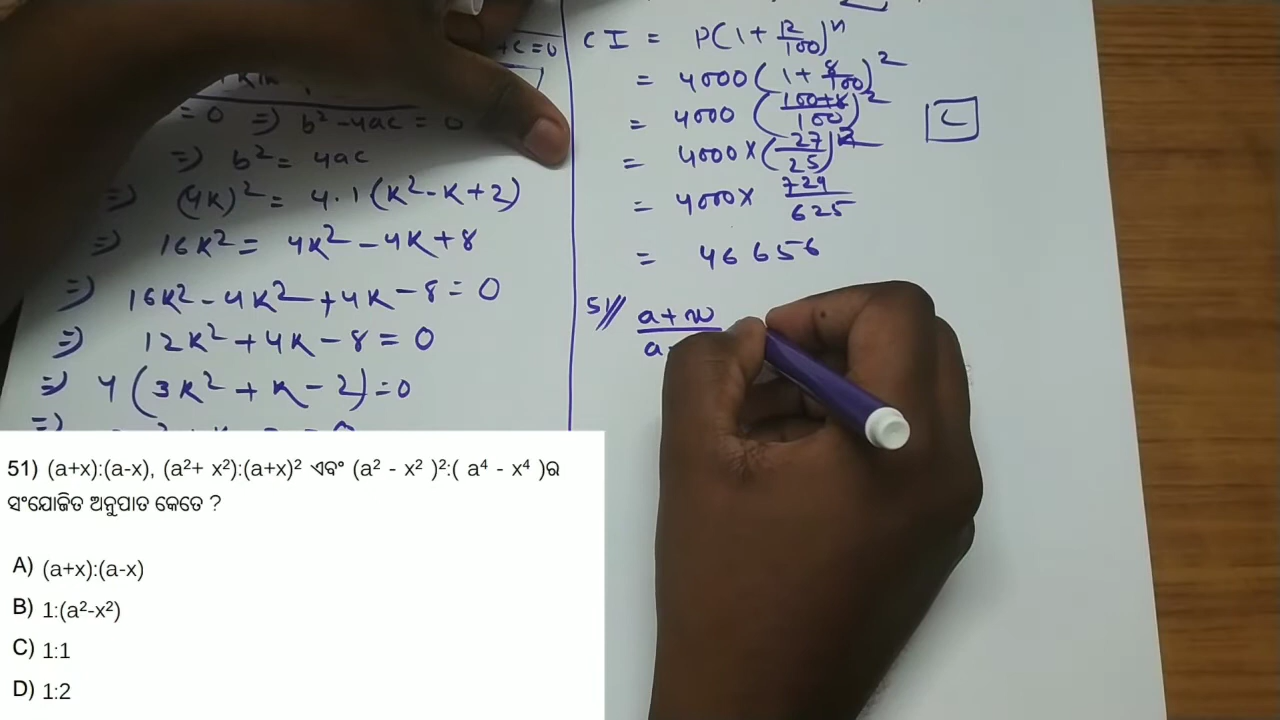 +c=0
= 0 => b² - 4ac = 0
=> b² = 4ac
=> (4k)² = 4.1(k² - k + 2)
=> 16k² = 4k² - 4k + 8
=> 16k² - 4k² + 4k - 8 = 0
=> 12k² + 4k - 8 = 0
=> 4(3k² + k - 2) = 0
=>
CI = P(1 + R/100)ⁿ
= 4000(1 + 8/100)²
= 4000(100+8/100)²
= 4000 × (27/25)²
= 4000 × 729/625
= 46656
C
51// a+x
a-
51) (a+x):(a-x), (a²+ x²):(a+x)² ଏବଂ (a² - x² )²:( a⁴ - x⁴ )ର
ସଂଯୋଜିତ ଅନୁପାତ କେତେ ?
A) (a+x):(a-x)
B) 1:(a²-x²)
C) 1:1
D) 1:2